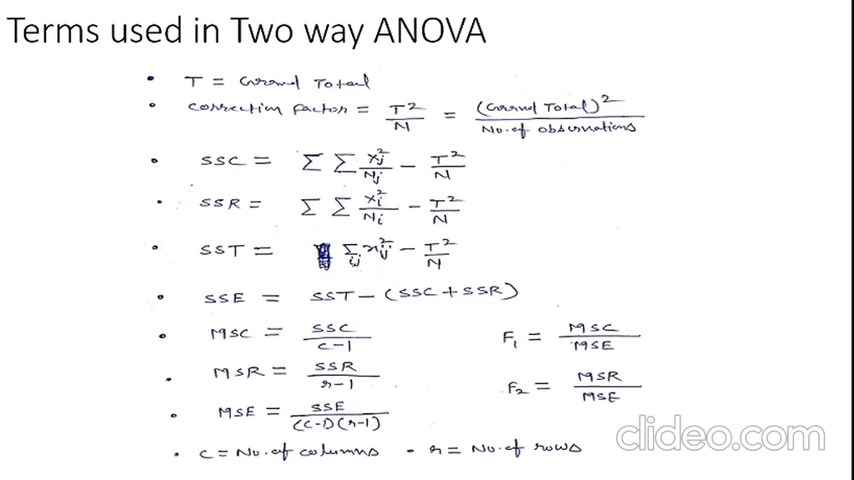 Terms used in Two way ANOVA
• T = Grand Total
• Correction factor = T²/N = (Grand Total)²/No. of observations
• SSC = Σ Σ Xj²/Nj − T²/N
• SSR = Σ Σ Xi²/Ni − T²/N
• SST = Σij xij² − T²/N
• SSE = SST − (SSC + SSR)
• MSC = SSC/c−1 F₁ = MSC/MSE
• MSR = SSR/r−1 F₂ = MSR/MSE
• MSE = SSE/(c−1)(r−1)
• c = No. of columns • r = No. of rows
clideo.com